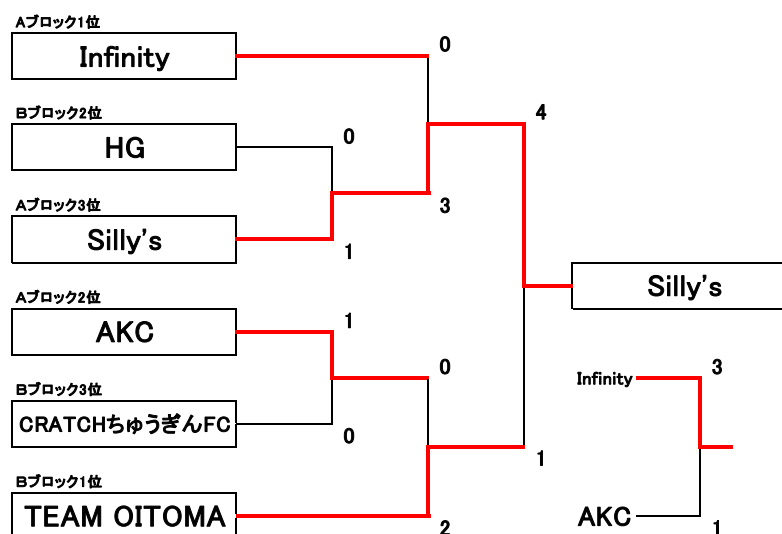 Aブロック1位
Infinity
0
4
Bブロック2位
HG
0
Aブロック3位
Silly's
1
3
Silly's
Aブロック2位
AKC
1
0
Bブロック3位
CRATCHちゅうぎんFC
0
1
Bブロック1位
TEAM OITOMA
2
Infinity
3
AKC
1